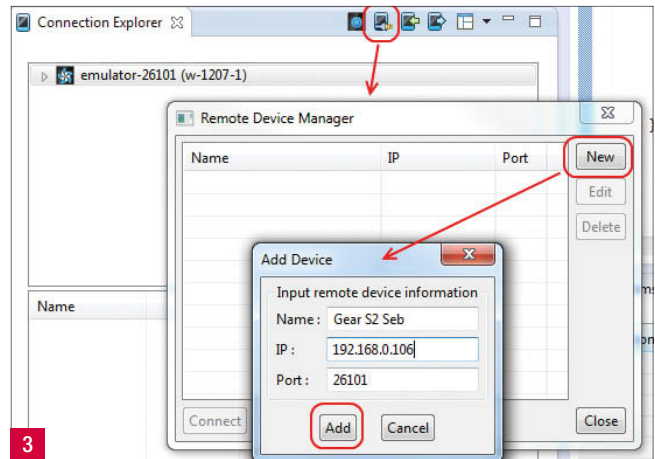 Connection Explorer
emulator-26101 (w-1207-1)
Remote Device Manager
Name IP Port
New
Edit
Delete
Add Device
Input remote device information
Name : Gear S2 Seb
IP : 192.168.0.106
Port : 26101
Add Cancel
Name
Connect
Close
3